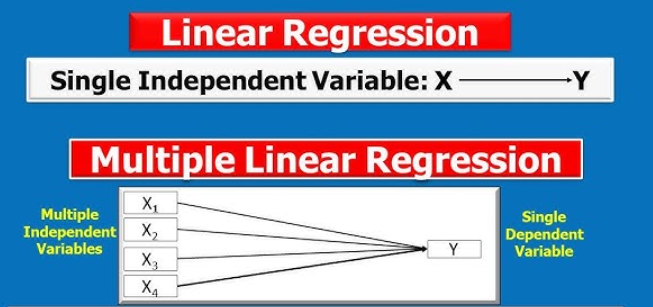 Linear Regression
Single Independent Variable: X Y
Multiple Linear Regression
Multiple
Independent
Variables
X1
X2
X3
X4
Y
Single
Dependent
Variable